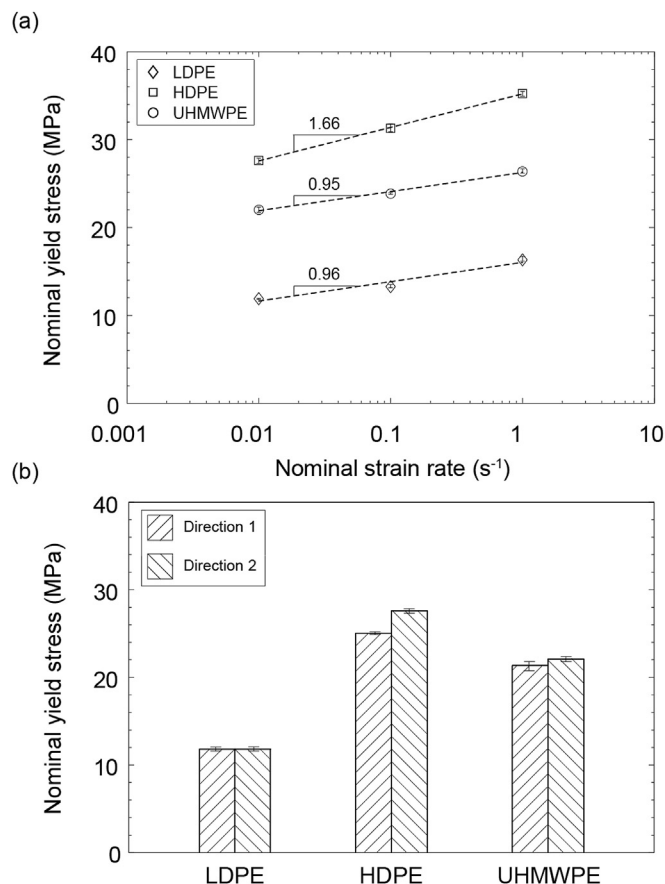 (a)
40
30
20
10
0
Nominal yield stress (MPa)
LDPE
HDPE
UHMWPE
1.66
0.95
0.96
0.001 0.01 0.1 1 10
Nominal strain rate (s⁻¹)
(b)
40
30
20
10
0
Nominal yield stress (MPa)
Direction 1
Direction 2
LDPE HDPE UHMWPE